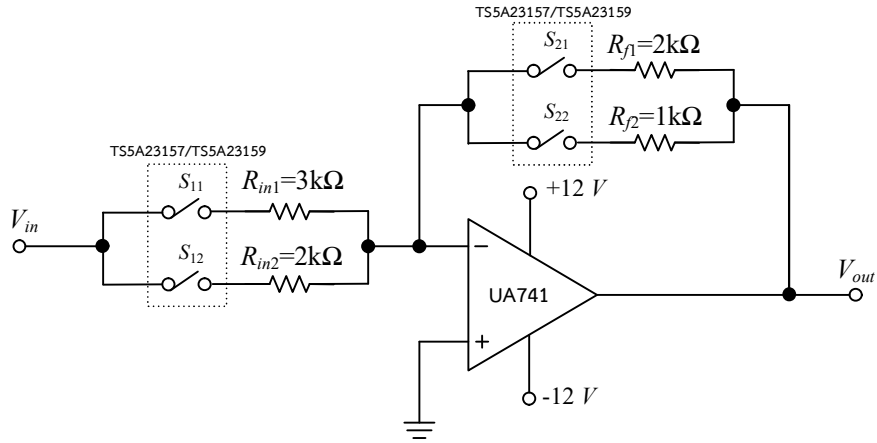 TS5A23157/TS5A23159
S21
Rf1=2kΩ
S22
Rf2=1kΩ
TS5A23157/TS5A23159
S11
Rin1=3kΩ
+12 V
Vin
S12
Rin2=2kΩ
−
UA741
Vout
+
-12 V